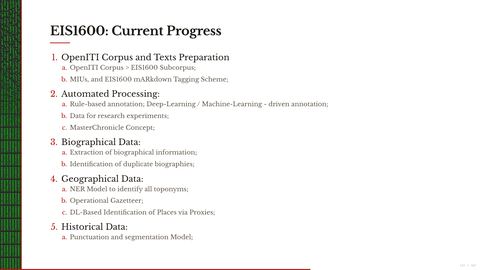 EIS1600: Current Progress
1. OpenITI Corpus and Texts Preparation
a. OpenITI Corpus > EIS1600 Subcorpus;
b. MIUs, and EIS1600 mARkdown Tagging Scheme;
2. Automated Processing:
a. Rule-based annotation; Deep-Learning / Machine-Learning - driven annotation;
b. Data for research experiments;
c. MasterChronicle Concept;
3. Biographical Data:
a. Extraction of biographical information;
b. Identification of duplicate biographies;
4. Geographical Data:
a. NER Model to identify all toponyms;
b. Operational Gazetteer;
c. DL-Based Identification of Places via Proxies;
5. Historical Data:
a. Punctuation and segmentation Model;